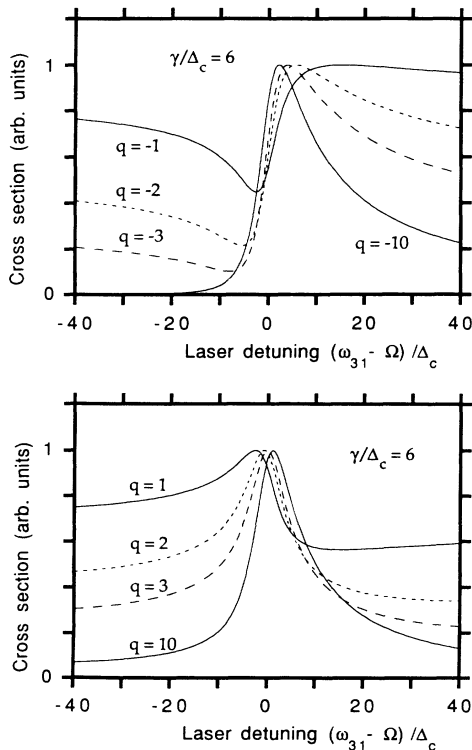 Cross section (arb. units)
1
0
γ/Δc = 6
q = -1
q = -2
q = -3
q = -10
-40 -20 0 20 40
Laser detuning (ω31 - Ω) /Δc
Cross section (arb. units)
1
0
γ/Δc = 6
q = 1
q = 2
q = 3
q = 10
-40 -20 0 20 40
Laser detuning (ω31 - Ω) /Δc